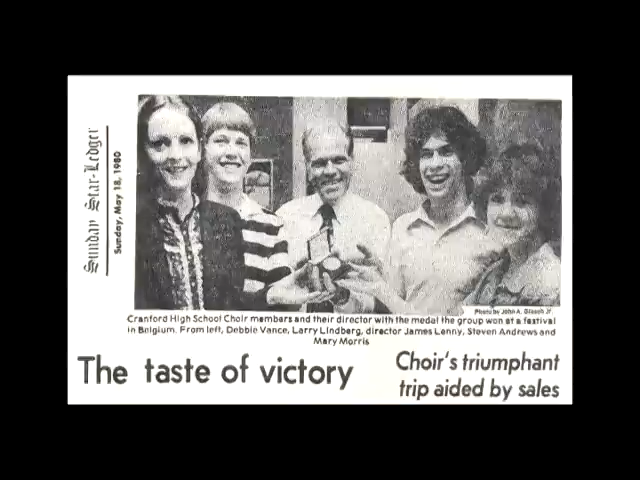 Sunday Star-Ledger
Sunday, May 18, 1980
Photo by John A. Gibson Jr.
Cranford High School Choir members and their director with the medal the group won at a festival
in Belgium. From left, Debbie Vance, Larry Lindberg, director James Lenny, Steven Andrews and
Mary Morris
The taste of victory
Choir's triumphant
trip aided by sales